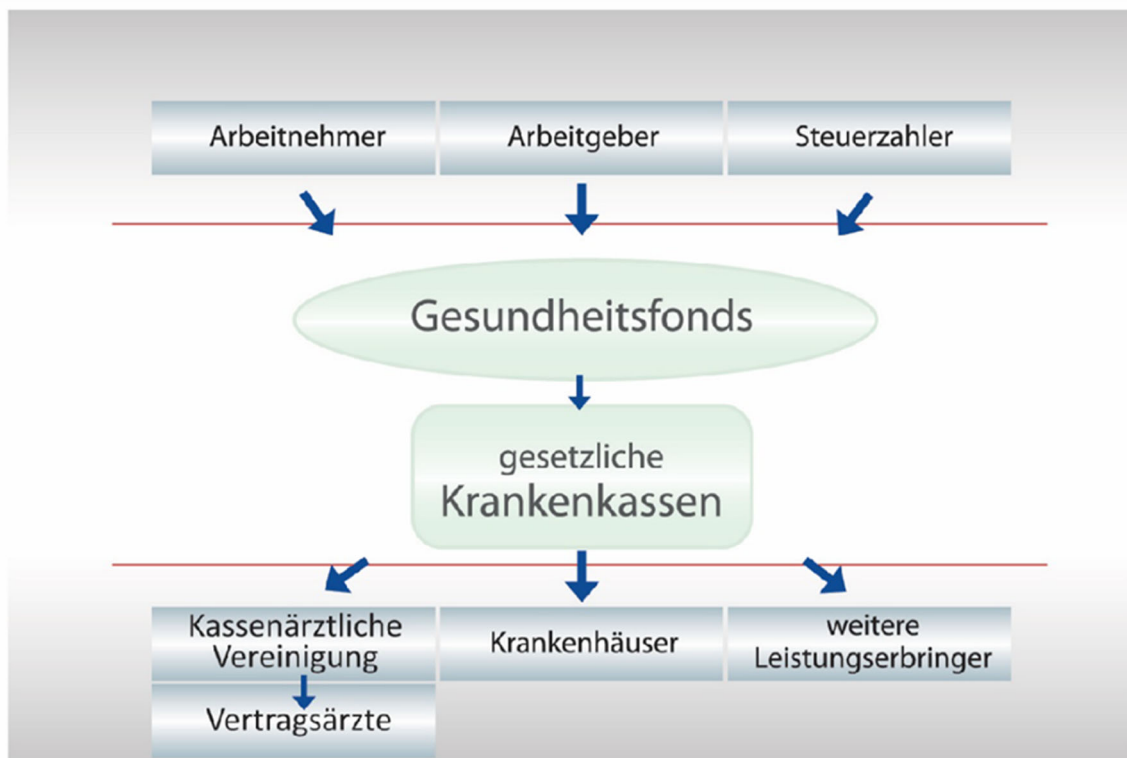 Arbeitnehmer
Arbeitgeber
Steuerzahler
Gesundheitsfonds
gesetzliche
Krankenkassen
Kassenärztliche
Vereinigung
Krankenhäuser
weitere
Leistungserbringer
Vertragsärzte